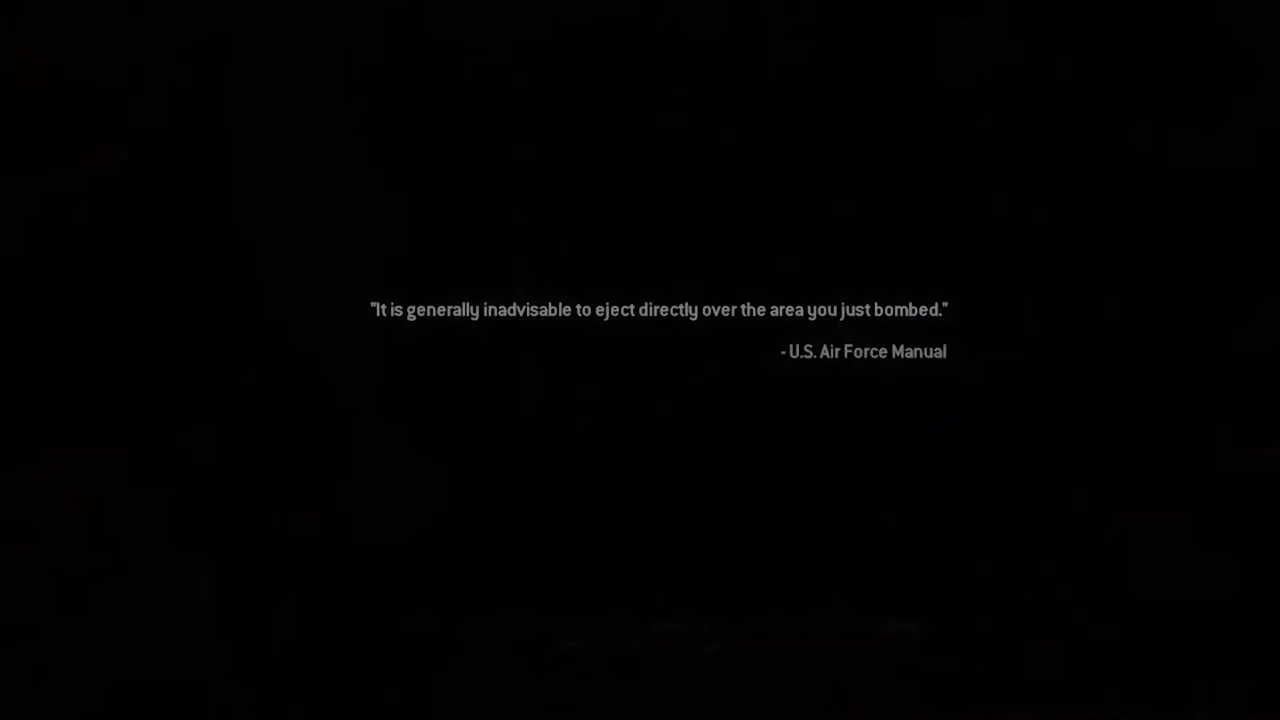 "It is generally inadvisable to eject directly over the area you just bombed."
- U.S. Air Force Manual